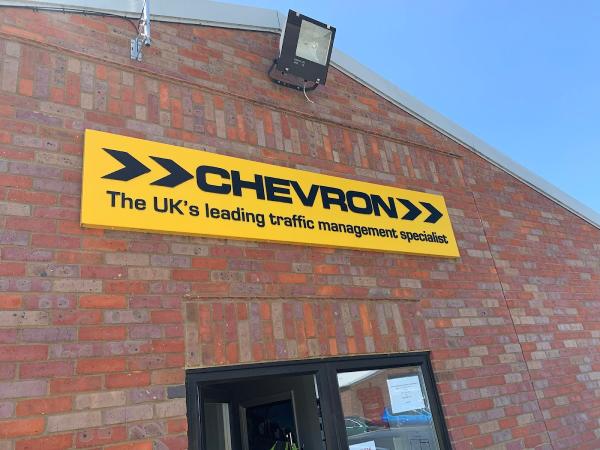 CHEVRON
The UK's leading traffic management specialist